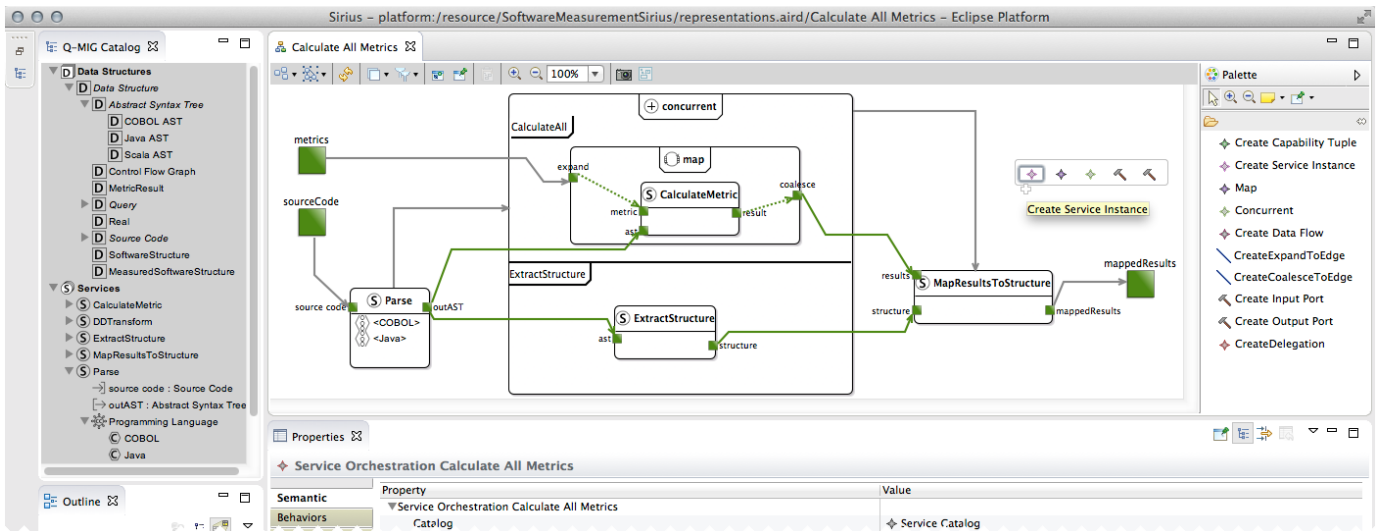 Sirius – platform:/resource/SoftwareMeasurementSirius/representations.aird/Calculate All Metrics – Eclipse Platform
Q-MIG Catalog
D Data Structures
D Data Structure
D Abstract Syntax Tree
D COBOL AST
D Java AST
D Scala AST
D Control Flow Graph
D MetricResult
D Query
D Real
D Source Code
D SoftwareStructure
D MeasuredSoftwareStructure
S Services
S CalculateMetric
S DDTransform
S ExtractStructure
S MapResultsToStructure
S Parse
source code : Source Code
outAST : Abstract Syntax Tree
Programming Language
C COBOL
C Java
Outline
Calculate All Metrics
100%
metrics
sourceCode
concurrent
CalculateAll
map
expand
coalesce
S CalculateMetric
metric
result
ast
ExtractStructure
source code
S Parse
outAST
<COBOL>
<Java>
S ExtractStructure
ast
structure
results
S MapResultsToStructure
structure
mappedResults
mappedResults
Create Service Instance
Palette
Create Capability Tuple
Create Service Instance
Map
Concurrent
Create Data Flow
CreateExpandToEdge
CreateCoalesceToEdge
Create Input Port
Create Output Port
CreateDelegation
Properties
Service Orchestration Calculate All Metrics
Semantic
Behaviors
Property Value
Service Orchestration Calculate All Metrics
Catalog Service Catalog